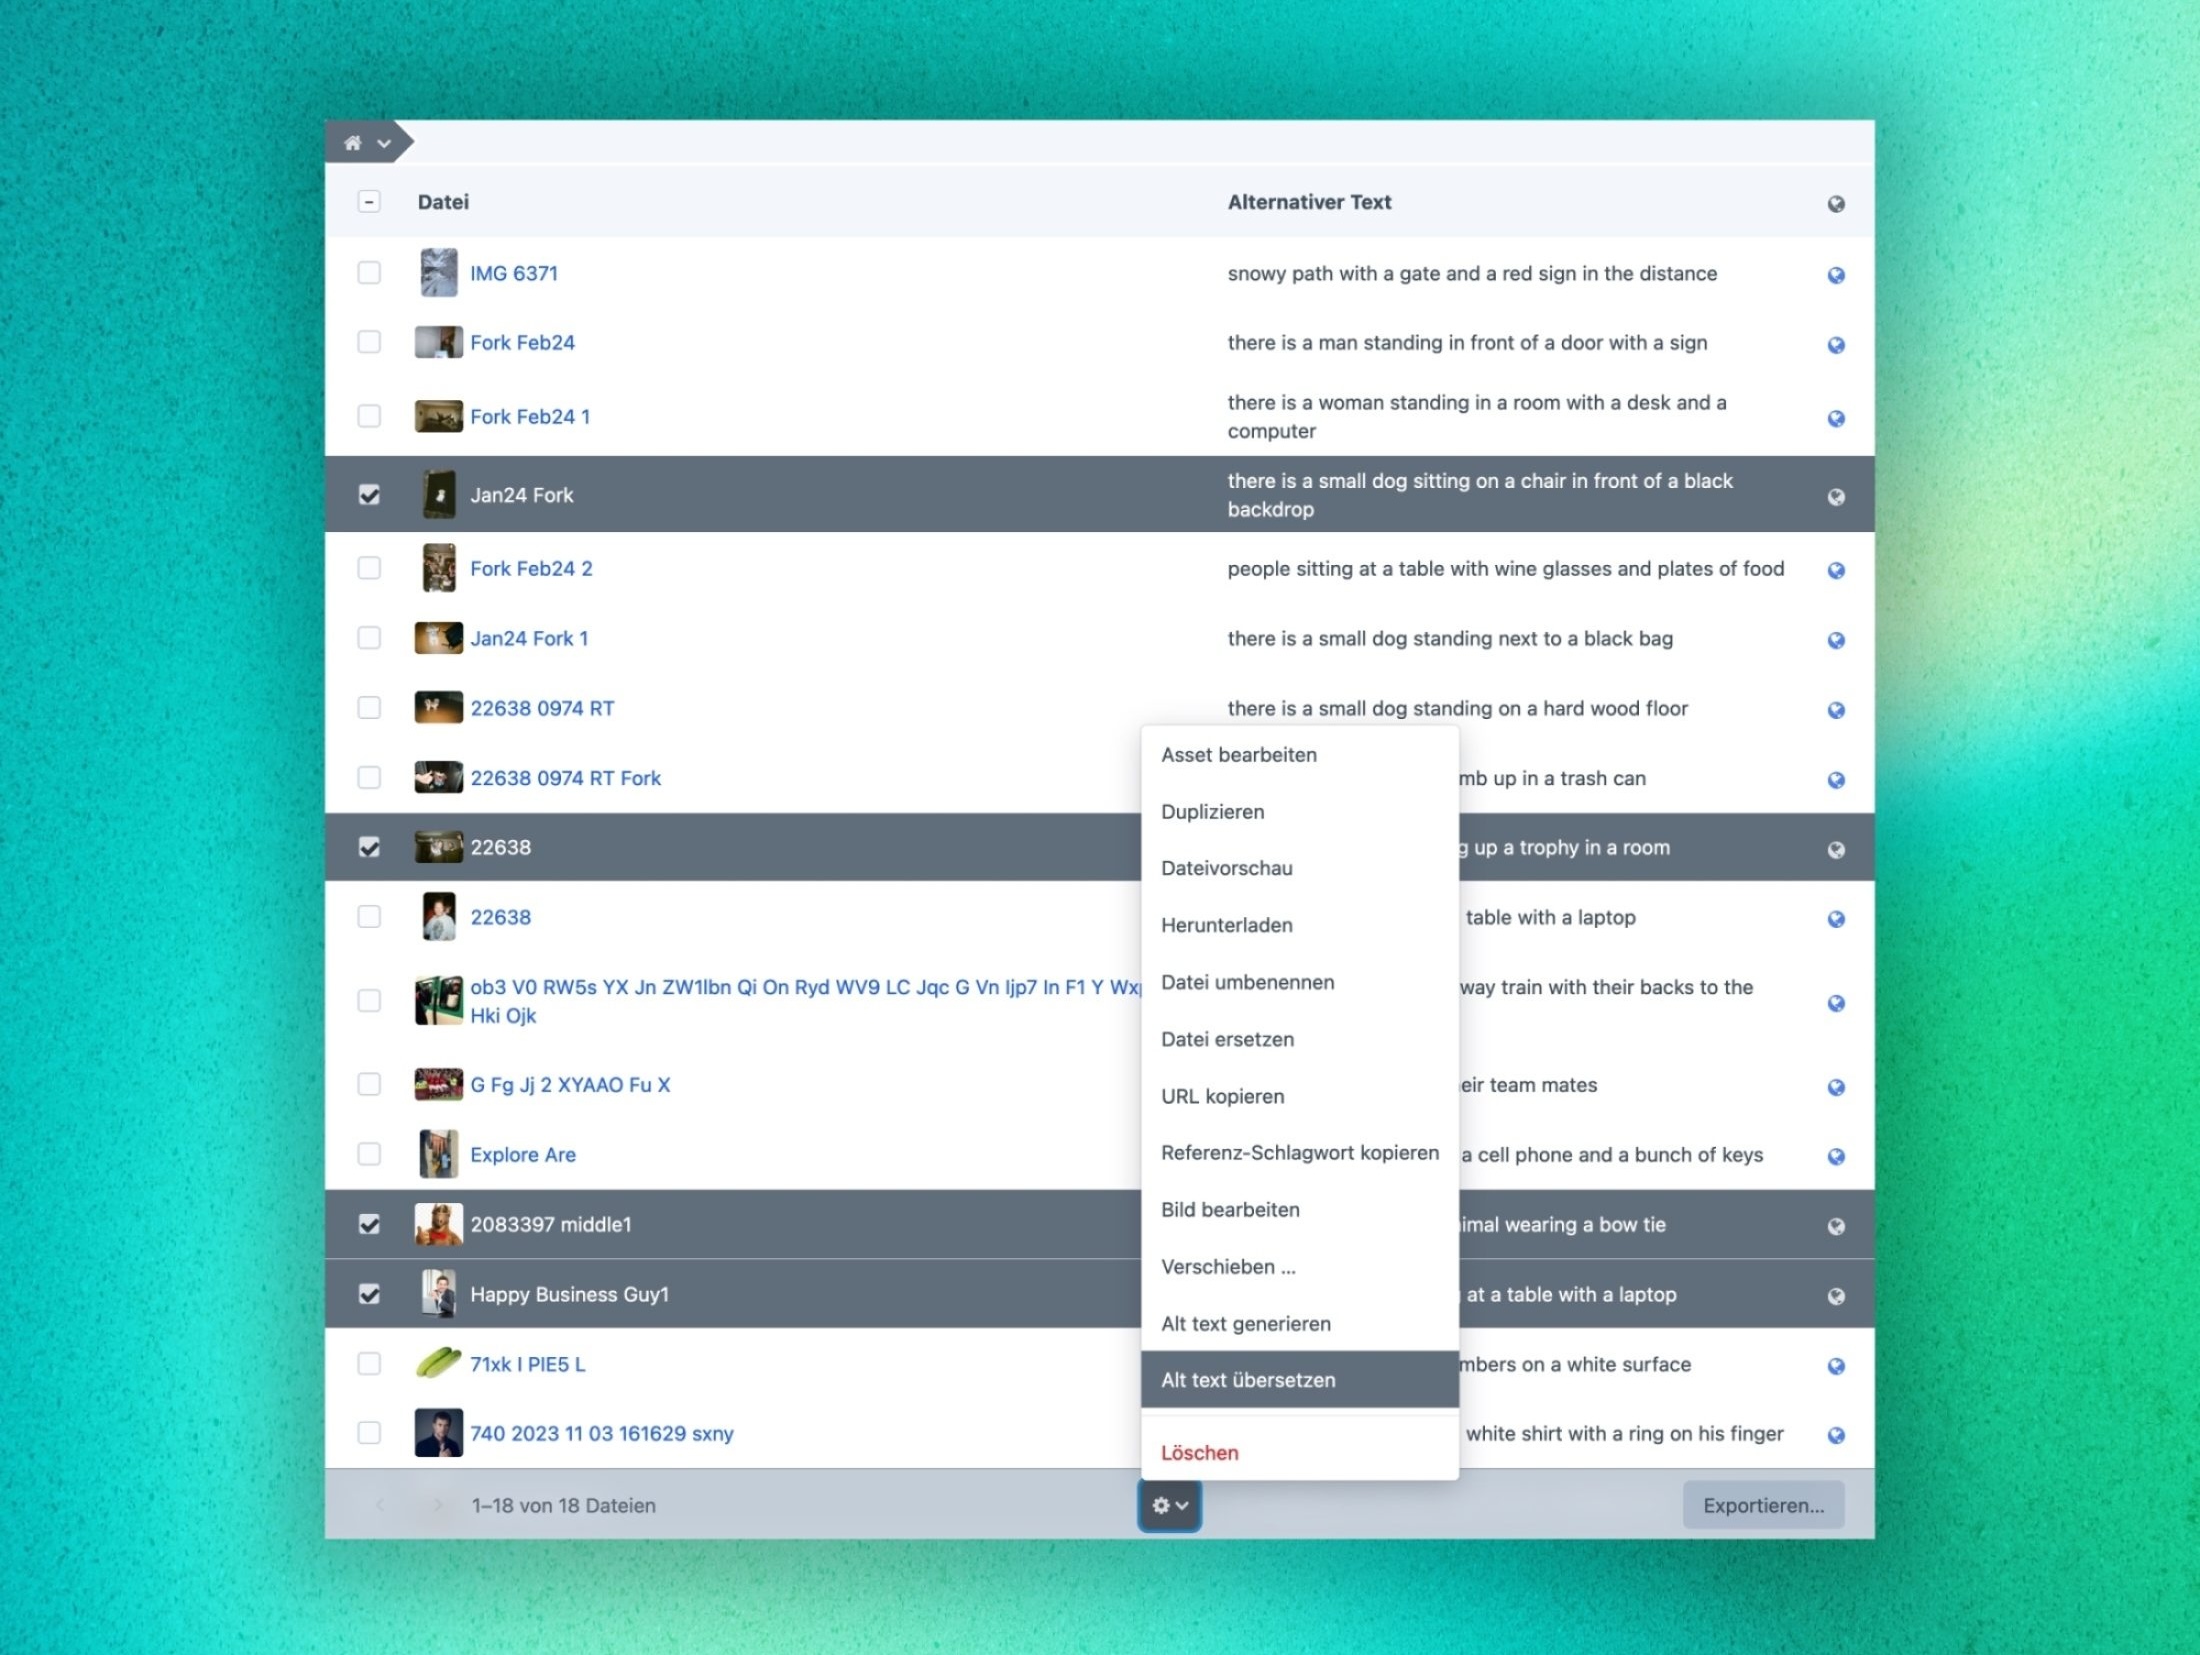 Datei Alternativer Text
IMG 6371 snowy path with a gate and a red sign in the distance
Fork Feb24 there is a man standing in front of a door with a sign
Fork Feb24 1 there is a woman standing in a room with a desk and a
computer
Jan24 Fork there is a small dog sitting on a chair in front of a black
backdrop
Fork Feb24 2 people sitting at a table with wine glasses and plates of food
Jan24 Fork 1 there is a small dog standing next to a black bag
22638 0974 RT there is a small dog standing on a hard wood floor
22638 0974 RT Fork up in a trash can
22638 up a trophy in a room
22638 table with a laptop
ob3 V0 RW5s YX Jn ZW1lbn Qi On Ryd WV9 LC Jqc G Vn Ijp7 In F1 Y train with their backs to the
Hki Ojk
G Fg Jj 2 XYAAO Fu X team mates
Explore Are a cell phone and a bunch of keys
2083397 middle1 wearing a bow tie
Happy Business Guy1 at a table with a laptop
71xk I PIE5 L on a white surface
740 2023 11 03 161629 sxny white shirt with a ring on his finger
Asset bearbeiten
Duplizieren
Dateivorschau
Herunterladen
Datei umbenennen
Datei ersetzen
URL kopieren
Referenz-Schlagwort kopieren
Bild bearbeiten
Verschieben ...
Alt text generieren
Alt text übersetzen
Löschen
1–18 von 18 Dateien
Exportieren...